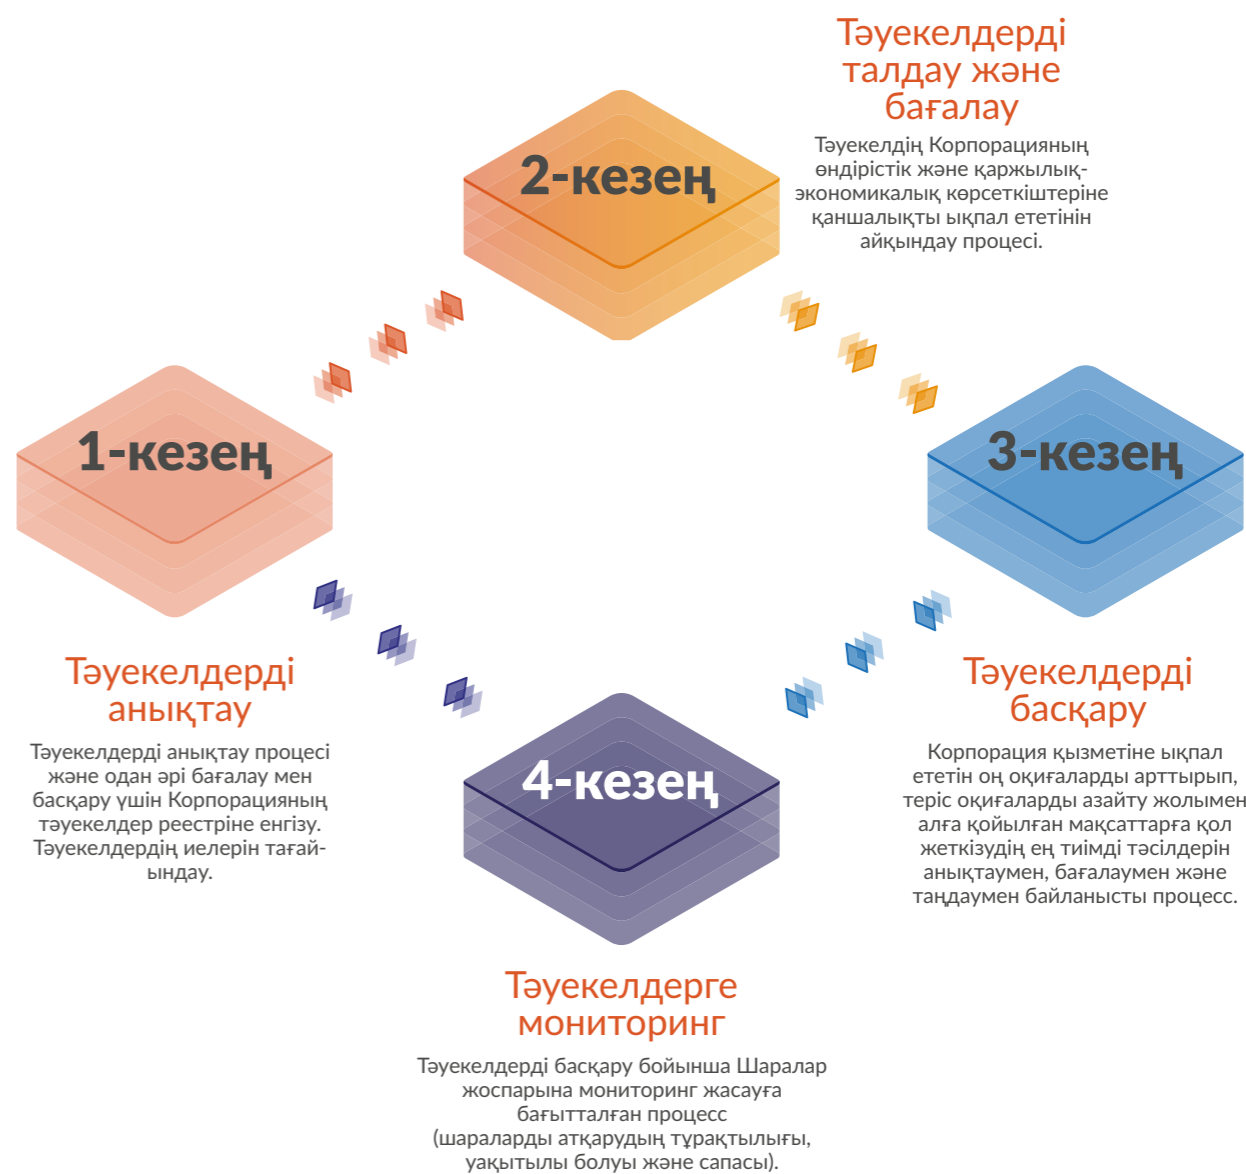 1-кезең
Тәуекелдерді
анықтау
Тәуекелдерді анықтау процесі
және одан әрі бағалау мен
басқару үшін Корпорацияның
тәуекелдер реестріне енгізу.
Тәуекелдердің иелерін тағай-
ындау.
2-кезең
Тәуекелдерді
талдау және
бағалау
Тәуекелдің Корпорацияның
өндірістік және қаржылық-
экономикалық көрсеткіштеріне
қаншалықты ықпал ететінін
айқындау процесі.
3-кезең
Тәуекелдерді
басқару
Корпорация қызметіне ықпал
ететін оң оқиғаларды арттырып,
теріс оқиғаларды азайту жолымен
алға қойылған мақсаттарға қол
жеткізудің ең тиімді тәсілдерін
анықтаумен, бағалаумен және
таңдаумен байланысты процесс.
4-кезең
Тәуекелдерге
мониторинг
Тәуекелдерді басқару бойынша Шаралар
жоспарына мониторинг жасауға
бағытталған процесс
(шараларды атқарудың тұрақтылығы,
уақытылы болуы және сапасы).